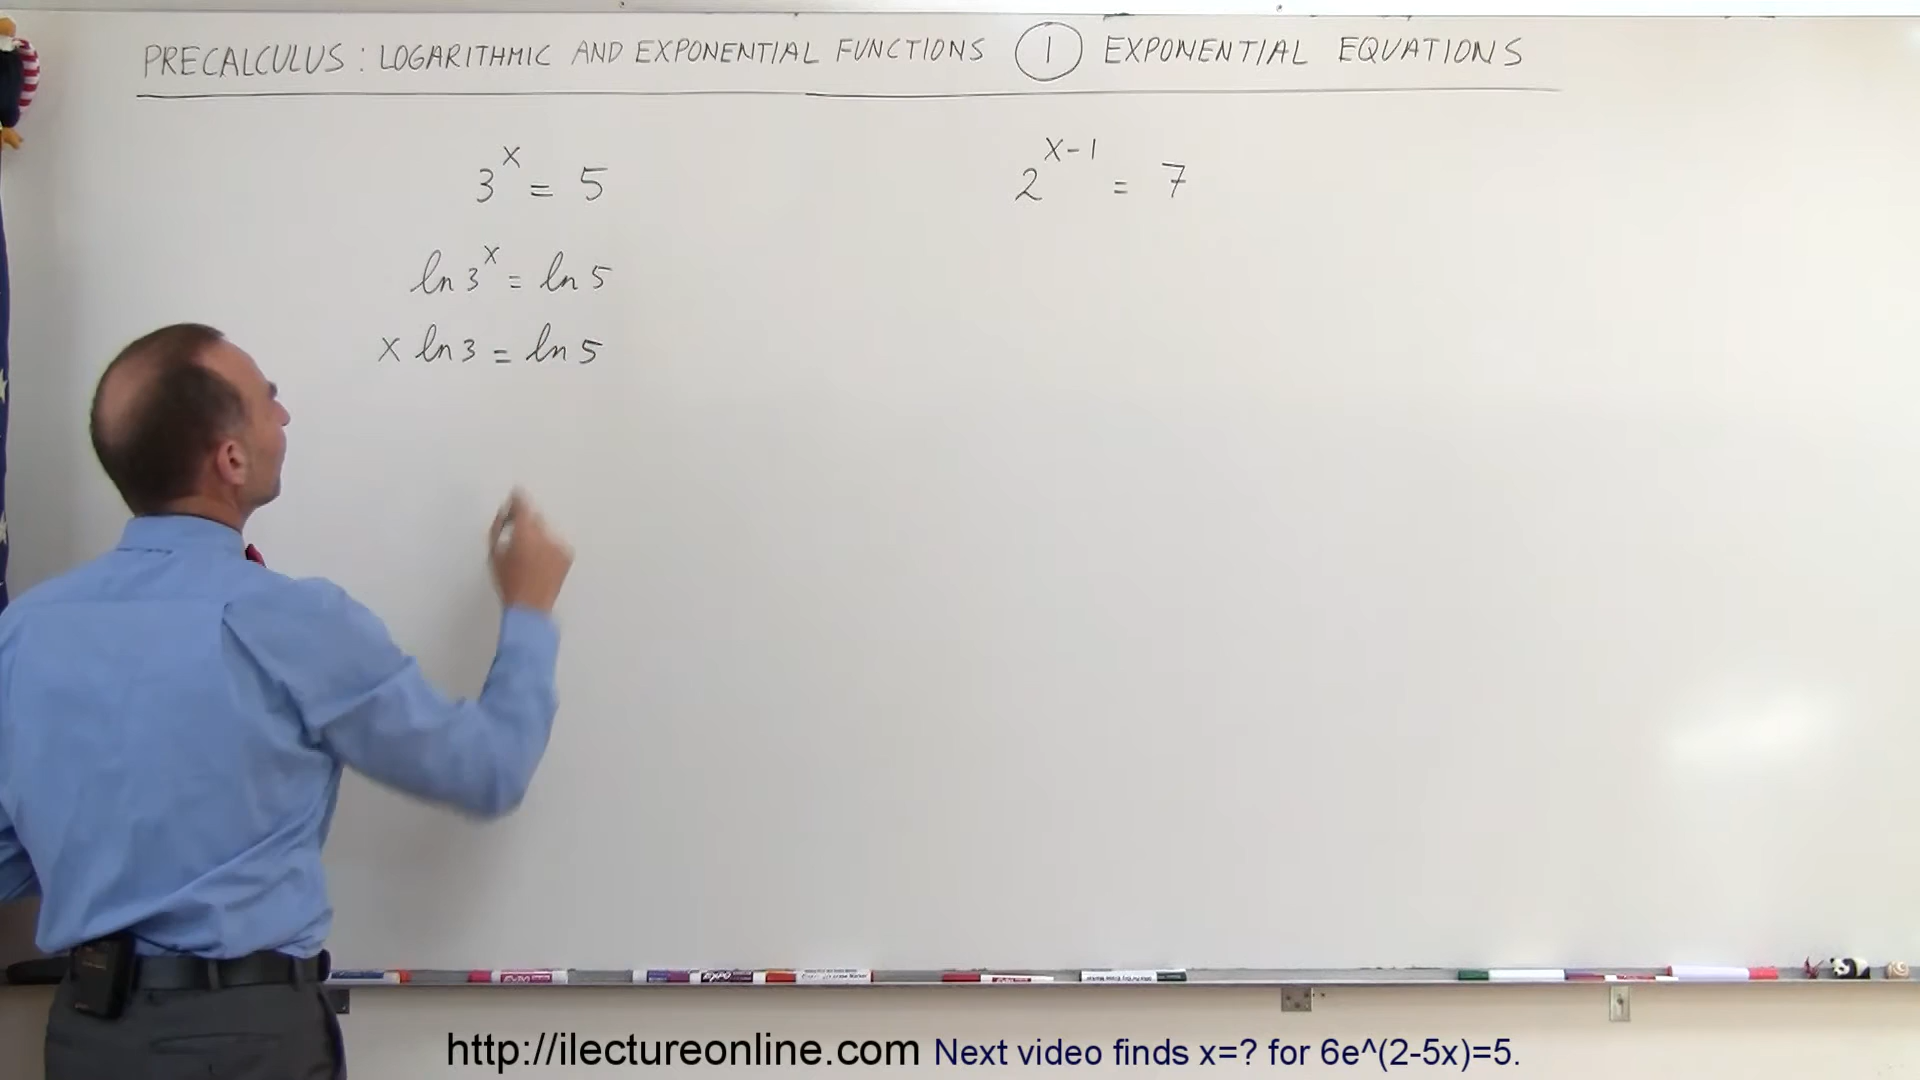 PRECALCULUS: LOGARITHMIC AND EXPONENTIAL FUNCTIONS ① EXPONENTIAL EQUATIONS
3^x = 5
ln 3^x = ln 5
x ln 3 = ln 5
2^(x-1) = 7
EXPO
http://ilectureonline.com Next video finds x=? for 6e^(2-5x)=5.